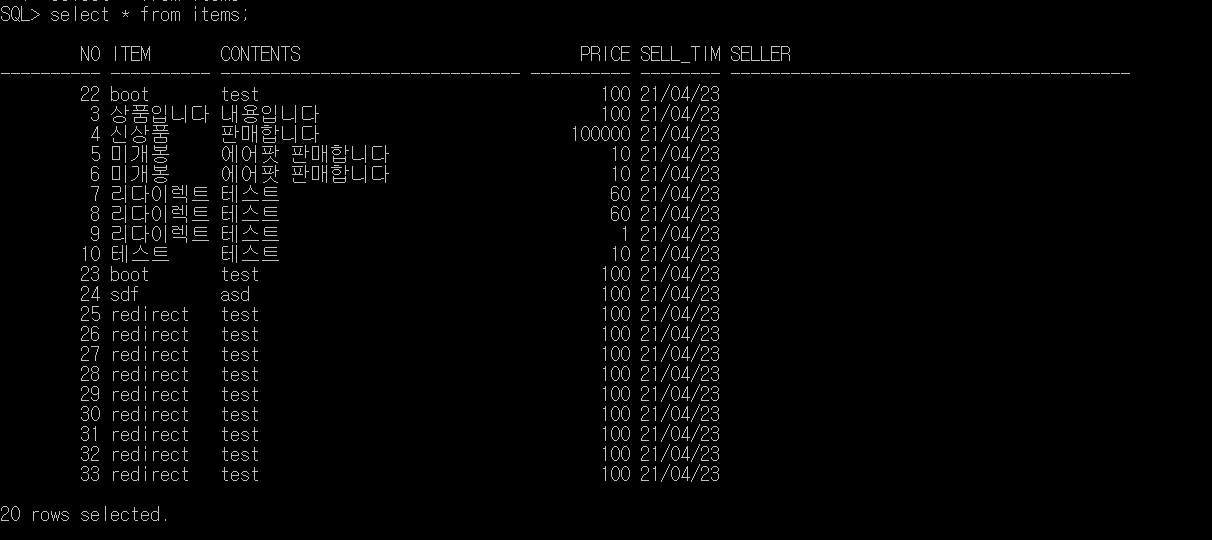 SQL> select * from items;
NO ITEM CONTENTS PRICE SELL_TIM SELLER
---------- ---------- ------------------------------ ---------- -------- ----------------------------------------
22 boot test 100 21/04/23
3 상품입니다 내용입니다 100 21/04/23
4 신상품 판매합니다 100000 21/04/23
5 미개봉 에어팟 판매합니다 10 21/04/23
6 미개봉 에어팟 판매합니다 10 21/04/23
7 리다이렉트 테스트 60 21/04/23
8 리다이렉트 테스트 60 21/04/23
9 리다이렉트 테스트 1 21/04/23
10 테스트 테스트 10 21/04/23
23 boot test 100 21/04/23
24 sdf asd 100 21/04/23
25 redirect test 100 21/04/23
26 redirect test 100 21/04/23
27 redirect test 100 21/04/23
28 redirect test 100 21/04/23
29 redirect test 100 21/04/23
30 redirect test 100 21/04/23
31 redirect test 100 21/04/23
32 redirect test 100 21/04/23
33 redirect test 100 21/04/23
20 rows selected.